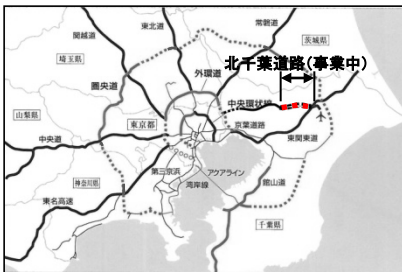 東北道
常磐道
関越道
茨城県
埼玉県
外環道
北千葉道路(事業中)
圏央道
中央環状線
山梨県
東京都
京葉道路
中央道
東関東道
神奈川県
第三京浜
アクアライン
湾岸線
館山道
東名高速
千葉県